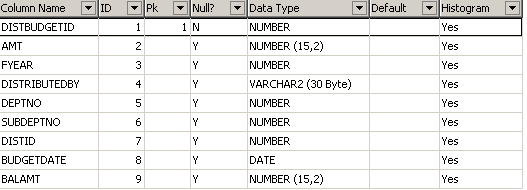 Column Name ID Pk Null? Data Type Default Histogram
DISTBUDGETID 1 1 N NUMBER Yes
AMT 2 Y NUMBER (15,2) Yes
FYEAR 3 Y NUMBER Yes
DISTRIBUTEDBY 4 Y VARCHAR2 (30 Byte) Yes
DEPTNO 5 Y NUMBER Yes
SUBDEPTNO 6 Y NUMBER Yes
DISTID 7 Y NUMBER Yes
BUDGETDATE 8 Y DATE Yes
BALAMT 9 Y NUMBER (15,2) Yes